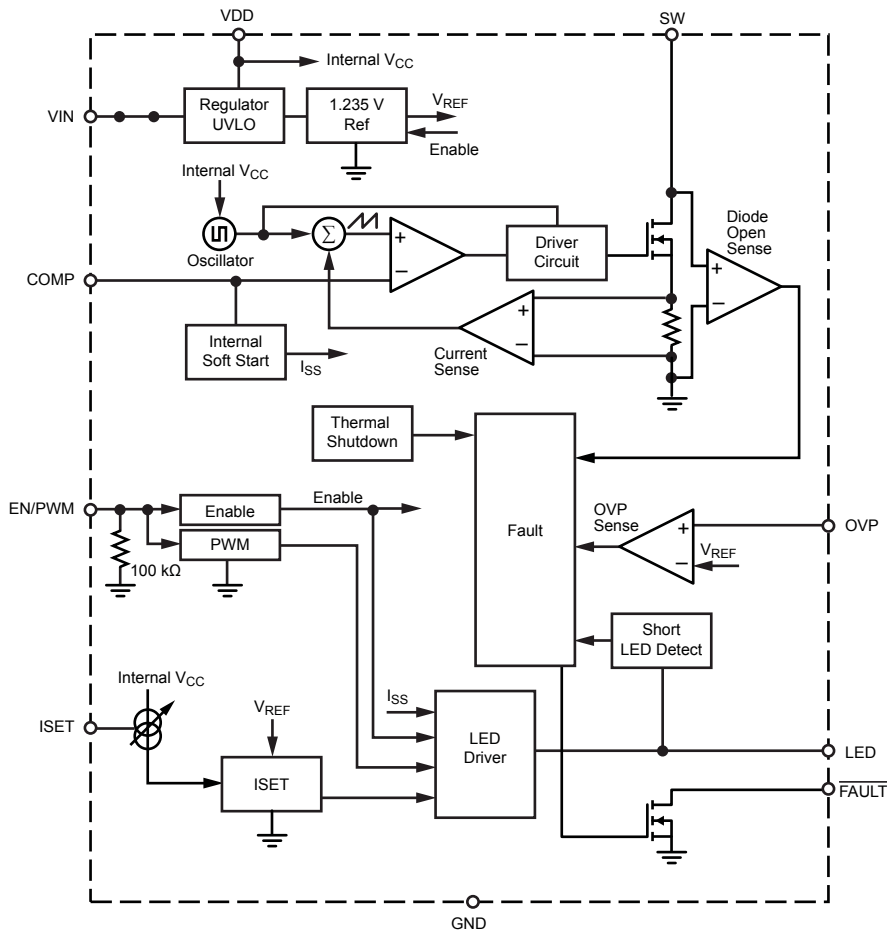 VDD
SW
Internal VCC
VIN
Regulator
UVLO
1.235 V
Ref
VREF
Enable
Internal VCC
Σ
+
−
Oscillator
Driver
Circuit
Diode
Open
Sense
+
−
COMP
Internal
Soft Start
ISS
Current
Sense
+
−
Thermal
Shutdown
Fault
EN/PWM
Enable
Enable
PWM
100 kΩ
OVP
Sense
+
−
VREF
OVP
Short
LED Detect
Internal VCC
ISET
VREF
ISET
ISS
LED
Driver
LED
FAULT
GND